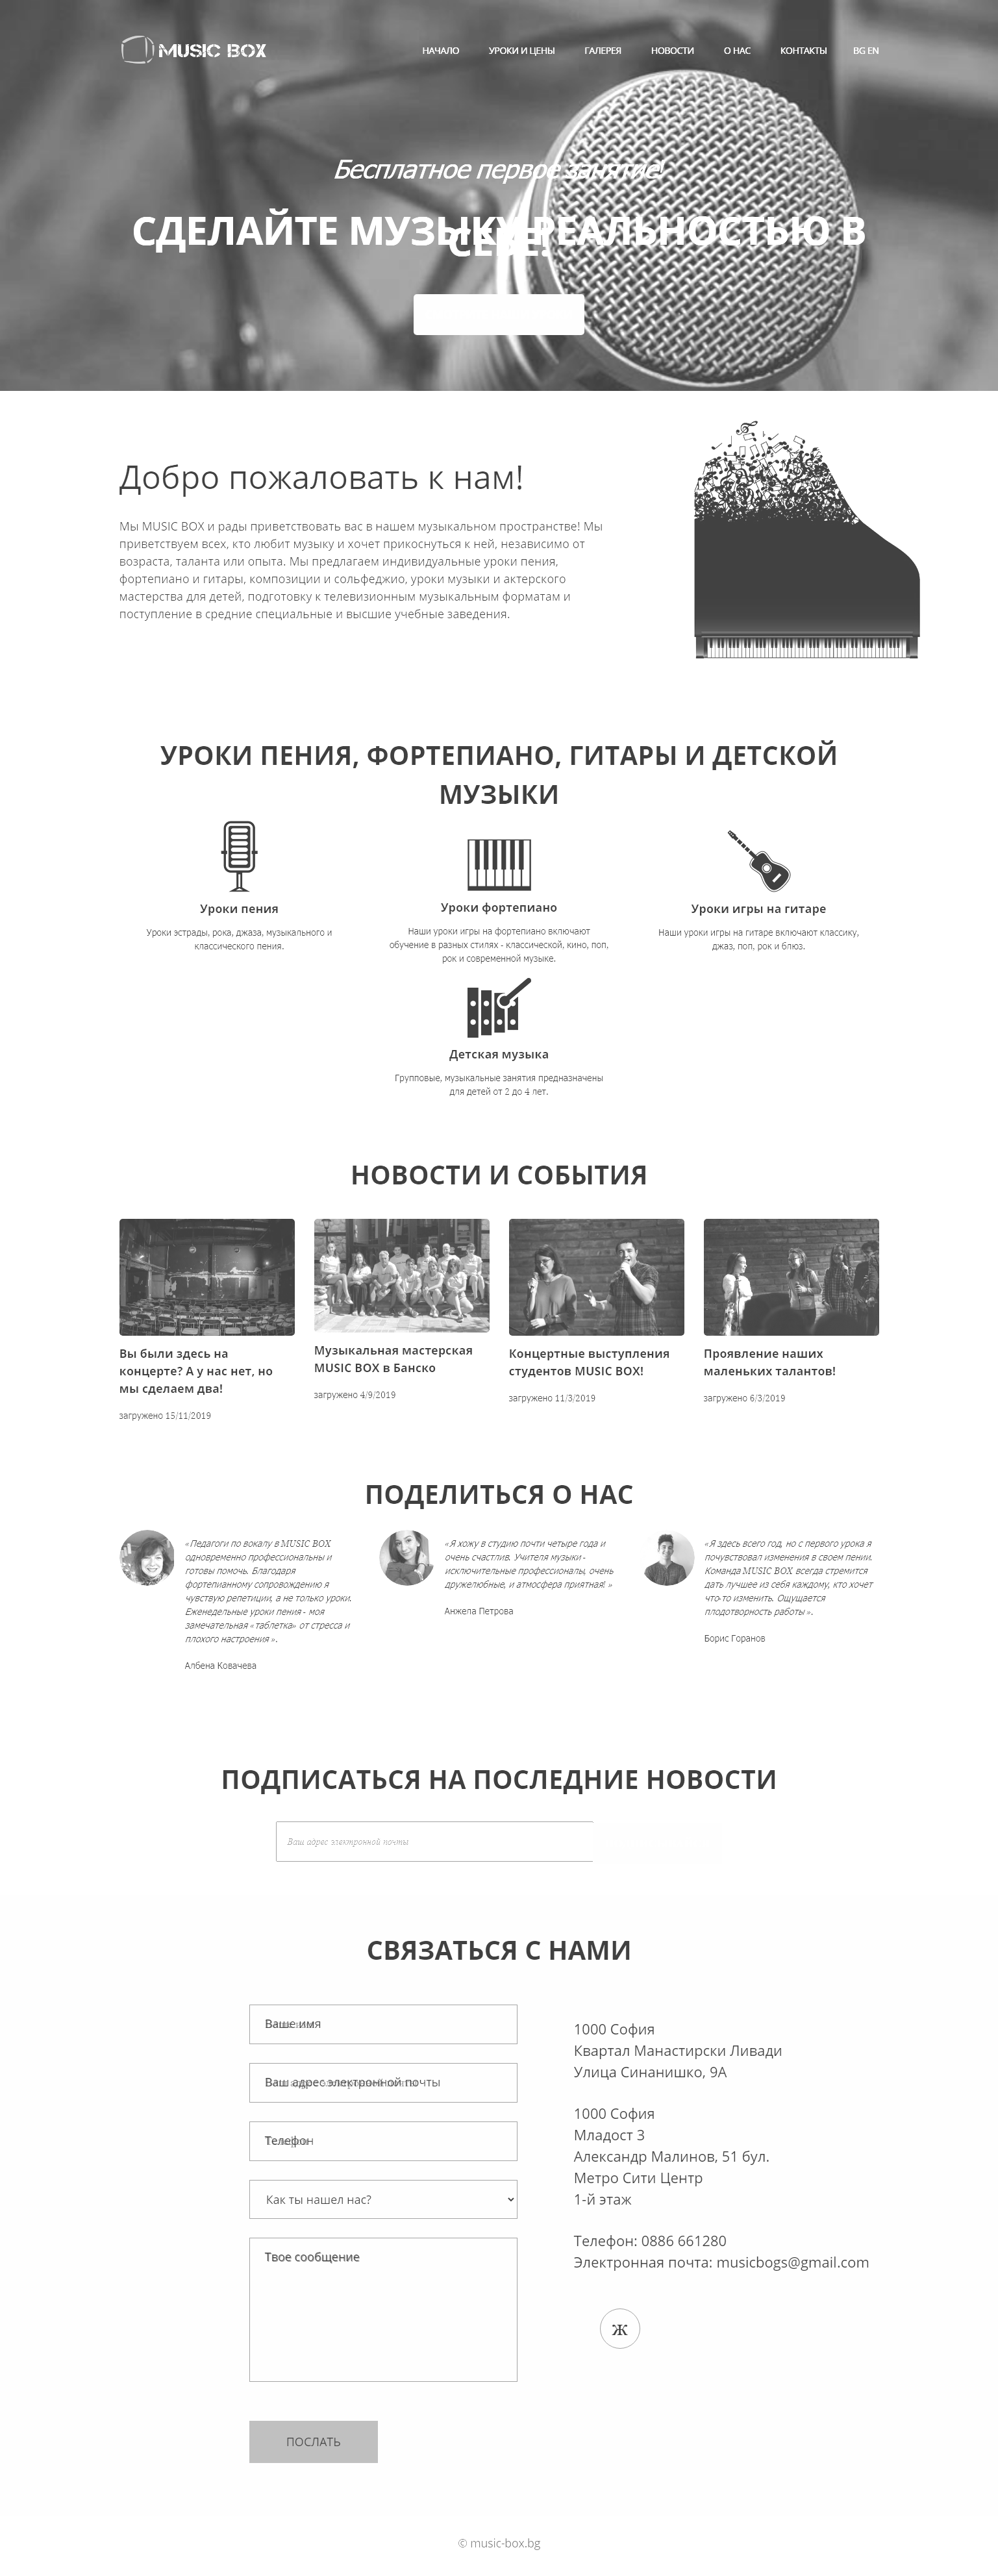 MUSIC BOX
НАЧАЛО УРОКИ И ЦЕНЫ ГАЛЕРЕЯ НОВОСТИ О НАС КОНТАКТЫ BG EN
Бесплатное первое занятие!
СДЕЛАЙТЕ МУЗЫКУ РЕАЛЬНОСТЬЮ В
СЕБЕ!
Добро пожаловать к нам!
Мы MUSIC BOX и рады приветствовать вас в нашем музыкальном пространстве! Мы
приветствуем всех, кто любит музыку и хочет прикоснуться к ней, независимо от
возраста, таланта или опыта. Мы предлагаем индивидуальные уроки пения,
фортепиано и гитары, композиции и сольфеджио, уроки музыки и актерского
мастерства для детей, подготовку к телевизионным музыкальным форматам и
поступление в средние специальные и высшие учебные заведения.
УРОКИ ПЕНИЯ, ФОРТЕПИАНО, ГИТАРЫ И ДЕТСКОЙ
МУЗЫКИ
Уроки пения
Уроки эстрады, рока, джаза, музыкального и
классического пения.
Уроки фортепиано
Наши уроки игры на фортепиано включают
обучение в разных стилях - классической, кино, поп,
рок и современной музыке.
Уроки игры на гитаре
Наши уроки игры на гитаре включают классику,
джаз, поп, рок и блюз.
Детская музыка
Групповые, музыкальные занятия предназначены
для детей от 2 до 4 лет.
НОВОСТИ И СОБЫТИЯ
Вы были здесь на
концерте? А у нас нет, но
мы сделаем два!
загружено 15/11/2019
Музыкальная мастерская
MUSIC BOX в Банско
загружено 4/9/2019
Концертные выступления
студентов MUSIC BOX!
загружено 11/3/2019
Проявление наших
маленьких талантов!
загружено 6/3/2019
ПОДЕЛИТЬСЯ О НАС
«Педагоги по вокалу в MUSIC BOX
одновременно профессиональны и
готовы помочь. Благодаря
фортепианному сопровождению я
чувствую репетиции, а не только уроки.
Еженедельные уроки пения - моя
замечательная «таблетка» от стресса и
плохого настроения ».
Албена Ковачева
«Я хожу в студию почти четыре года и
очень счастлив. Учителя музыки -
исключительные профессионалы, очень
дружелюбные, и атмосфера приятная! »
Анжела Петрова
«Я здесь всего год, но с первого урока я
почувствовал изменения в своем пении.
Команда MUSIC BOX всегда стремится
дать лучшее из себя каждому, кто хочет
что-то изменить. Ощущается
плодотворность работы ».
Борис Горанов
ПОДПИСАТЬСЯ НА ПОСЛЕДНИЕ НОВОСТИ
Ваш адрес электронной почты
СВЯЗАТЬСЯ С НАМИ
Ваше имя
Ваш адрес электронной почты
Телефон
Как ты нашел нас?
Твое сообщение
ПОСЛАТЬ
1000 София
Квартал Манастирски Ливади
Улица Синанишко, 9А
1000 София
Младост 3
Александр Малинов, 51 бул.
Метро Сити Центр
1-й этаж
Телефон: 0886 661280
Электронная почта: musicbogs@gmail.com
ж
© music-box.bg